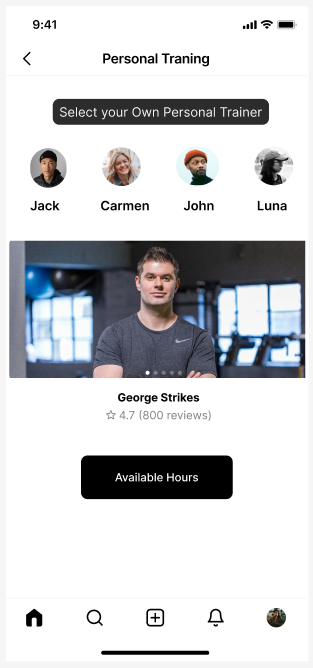 9:41
Personal Traning
Select your Own Personal Trainer
Jack Carmen John Luna
George Strikes
4.7 (800 reviews)
Available Hours